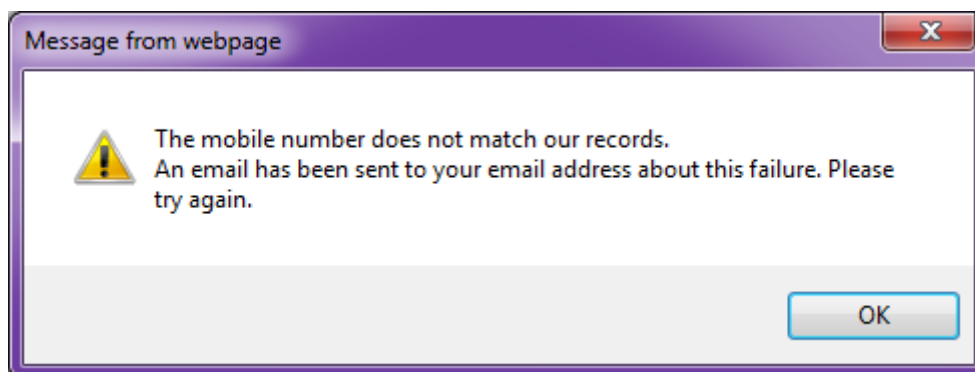 Message from webpage
The mobile number does not match our records.
An email has been sent to your email address about this failure. Please
try again.
OK